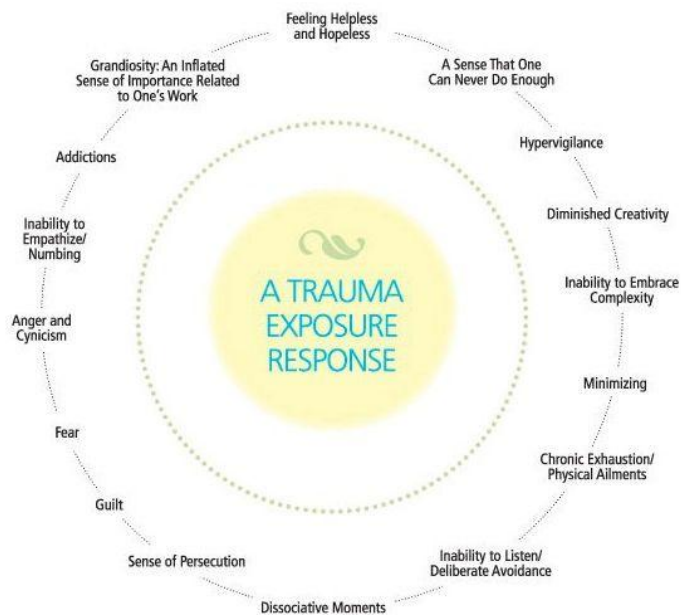 Feeling Helpless
and Hopeless
A Sense That One
Can Never Do Enough
Hypervigilance
Diminished Creativity
Inability to Embrace
Complexity
Minimizing
Chronic Exhaustion/
Physical Ailments
Inability to Listen/
Deliberate Avoidance
Dissociative Moments
Sense of Persecution
Guilt
Fear
Anger and
Cynicism
Inability to
Empathize/
Numbing
Addictions
Grandiosity: An Inflated
Sense of Importance Related
to One's Work
A TRAUMA
EXPOSURE
RESPONSE